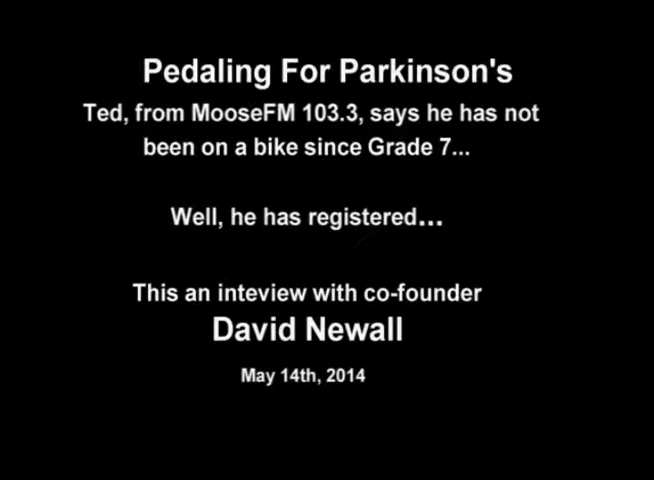 Pedaling For Parkinson's
Ted, from MooseFM 103.3, says he has not
been on a bike since Grade 7...
Well, he has registered...
This an inteview with co-founder
David Newall
May 14th, 2014